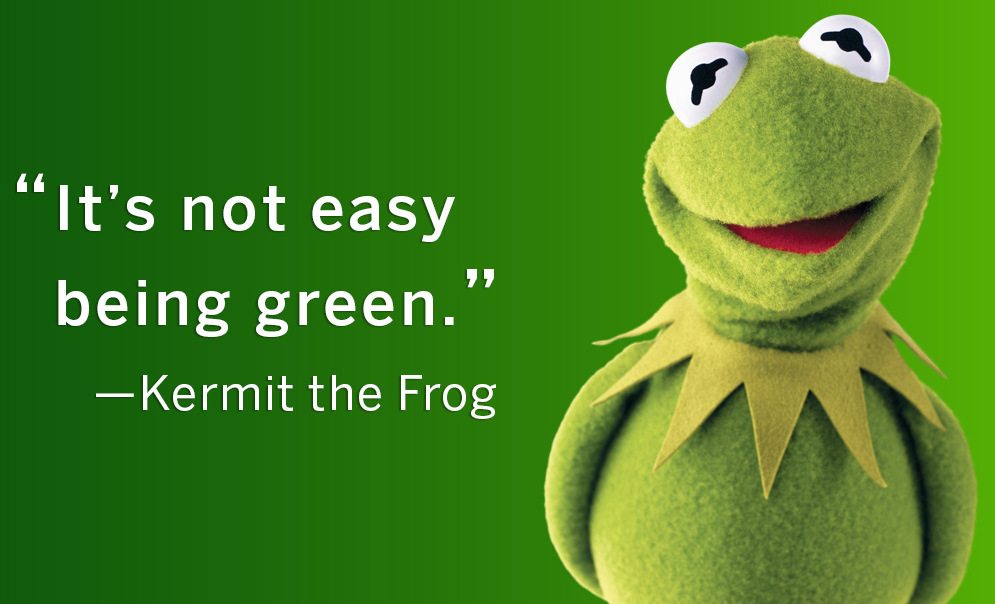 “It’s not easy
being green.”
—Kermit the Frog